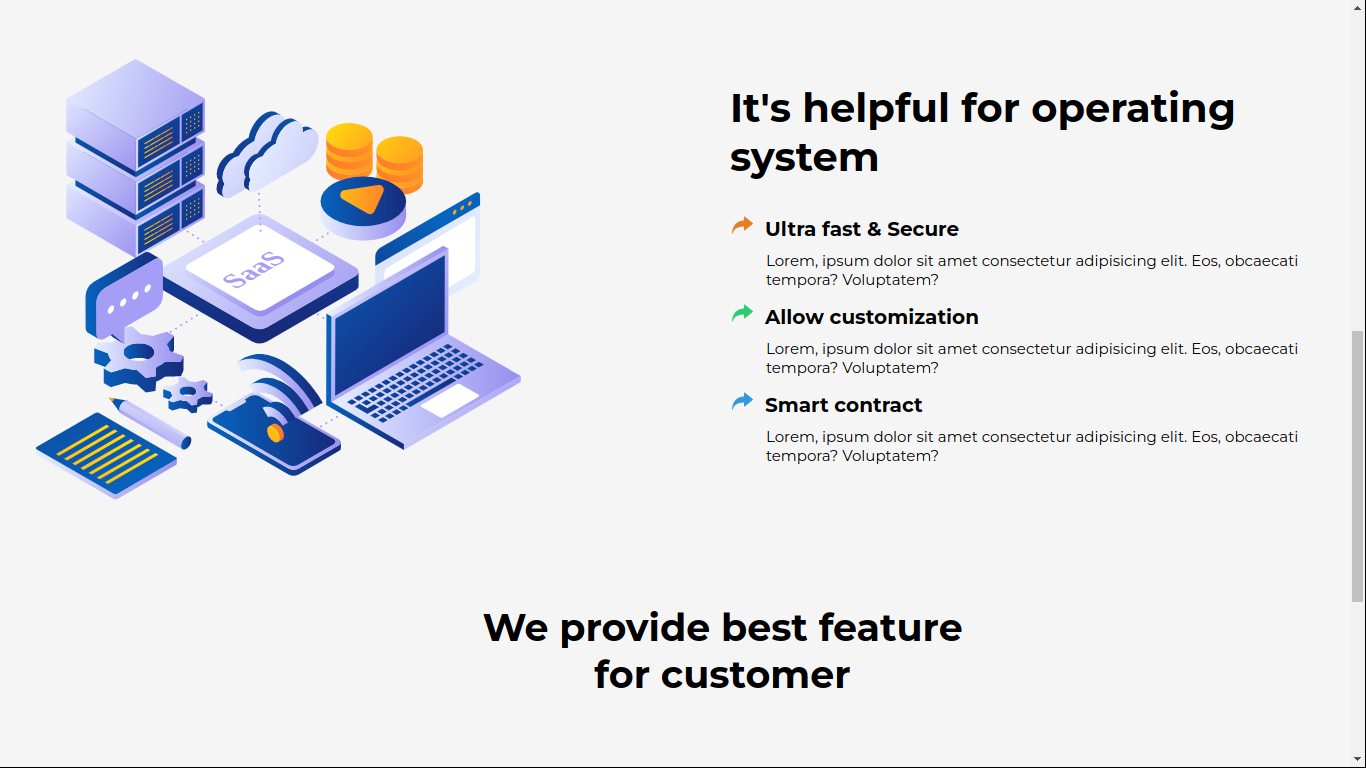 SaaS
It's helpful for operating
system
Ultra fast & Secure
Lorem, ipsum dolor sit amet consectetur adipisicing elit. Eos, obcaecati
tempora? Voluptatem?
Allow customization
Lorem, ipsum dolor sit amet consectetur adipisicing elit. Eos, obcaecati
tempora? Voluptatem?
Smart contract
Lorem, ipsum dolor sit amet consectetur adipisicing elit. Eos, obcaecati
tempora? Voluptatem?
We provide best feature
for customer